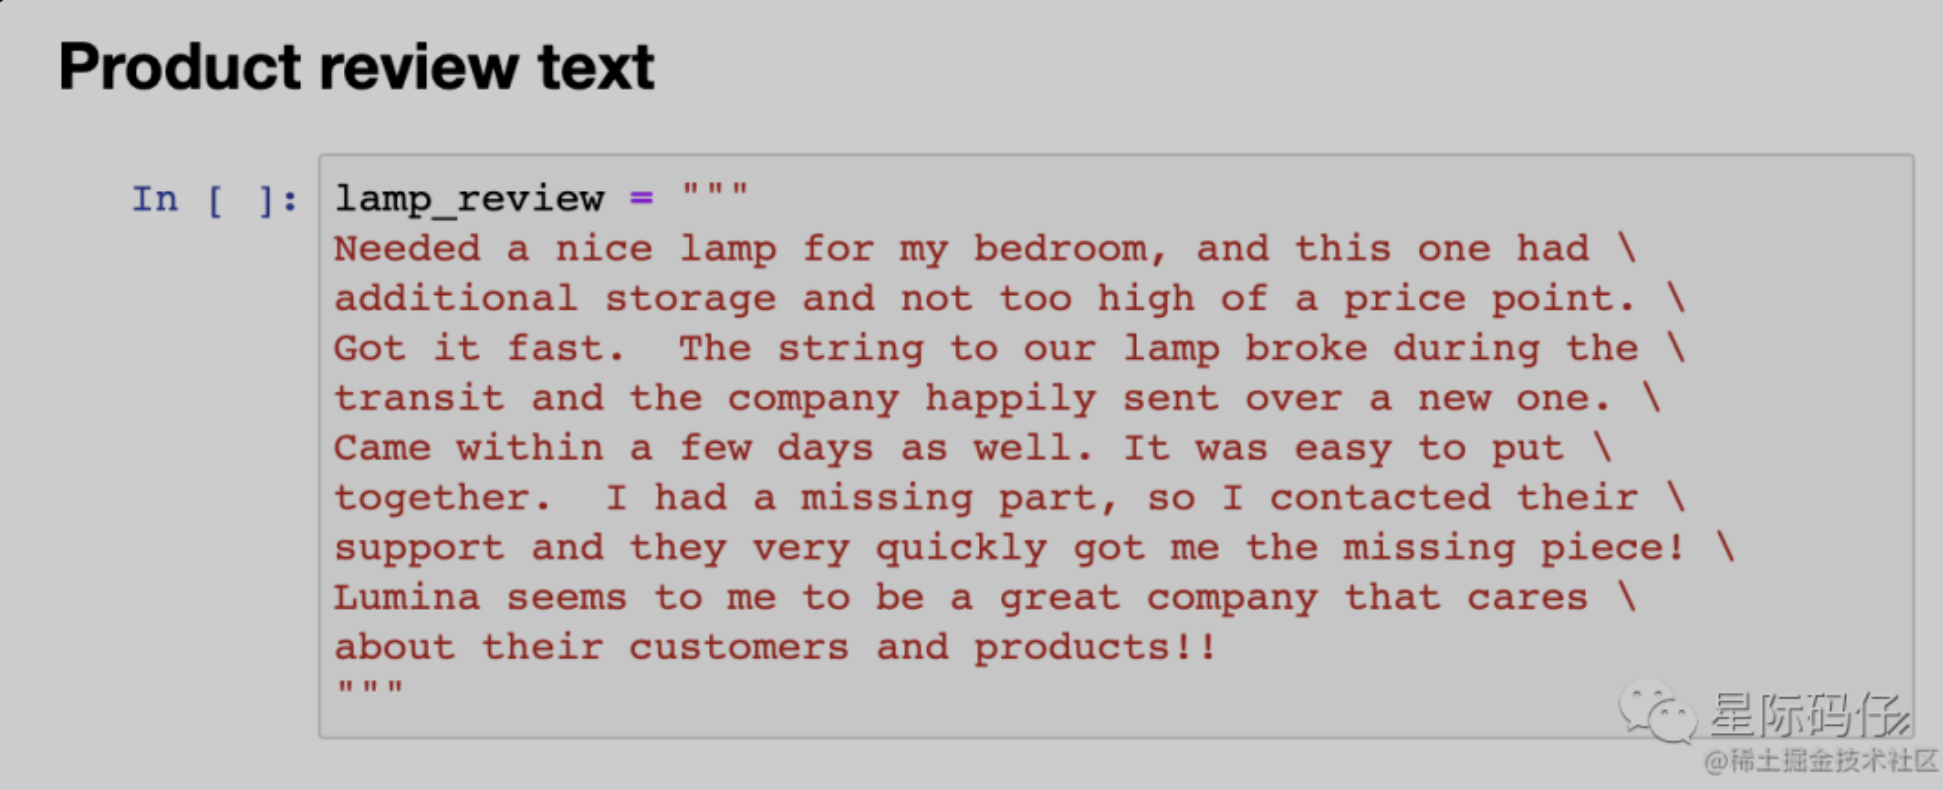 Product review text
In [ ]: lamp_review = """
Needed a nice lamp for my bedroom, and this one had \
additional storage and not too high of a price point. \
Got it fast.  The string to our lamp broke during the \
transit and the company happily sent over a new one. \
Came within a few days as well. It was easy to put \
together.  I had a missing part, so I contacted their \
support and they very quickly got me the missing piece! \
Lumina seems to me to be a great company that cares \
about their customers and products!!
"""
星际码仔
@稀土掘金技术社区